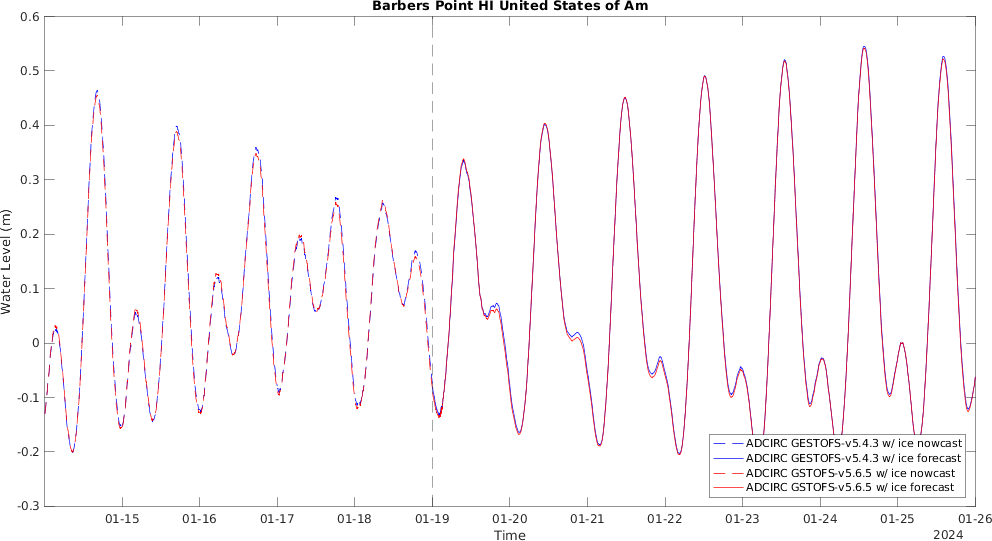 Barbers Point HI United States of Am
0.6
0.5
0.4
0.3
0.2
0.1
0
-0.1
-0.2
-0.3
Water Level (m)
ADCIRC GESTOFS-v5.4.3 w/ ice nowcast
ADCIRC GESTOFS-v5.4.3 w/ ice forecast
ADCIRC GSTOFS-v5.6.5 w/ ice nowcast
ADCIRC GSTOFS-v5.6.5 w/ ice forecast
01-15 01-16 01-17 01-18 01-19 01-20 01-21 01-22 01-23 01-24 01-25 01-26
Time
2024